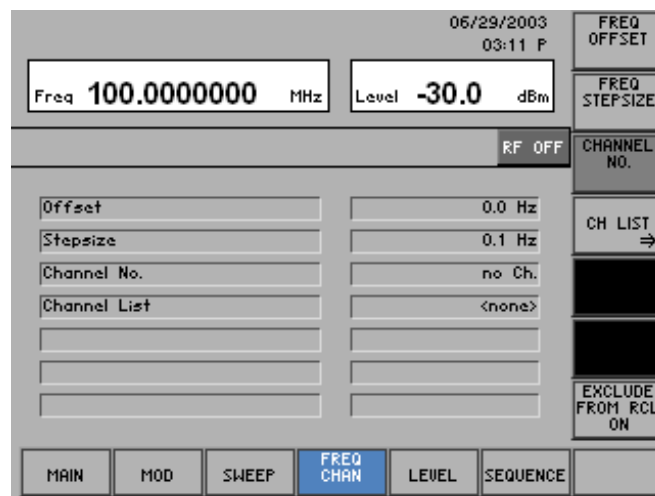 06/29/2003
03:11 P
Freq 100.0000000 MHz
Level -30.0 dBm
RF OFF
Offset 0.0 Hz
Stepsize 0.1 Hz
Channel No. no Ch.
Channel List <none>
FREQ
OFFSET
FREQ
STEPSIZE
CHANNEL
NO.
CH LIST
⇒
EXCLUDE
FROM RCL
ON
MAIN
MOD
SWEEP
FREQ
CHAN
LEVEL
SEQUENCE